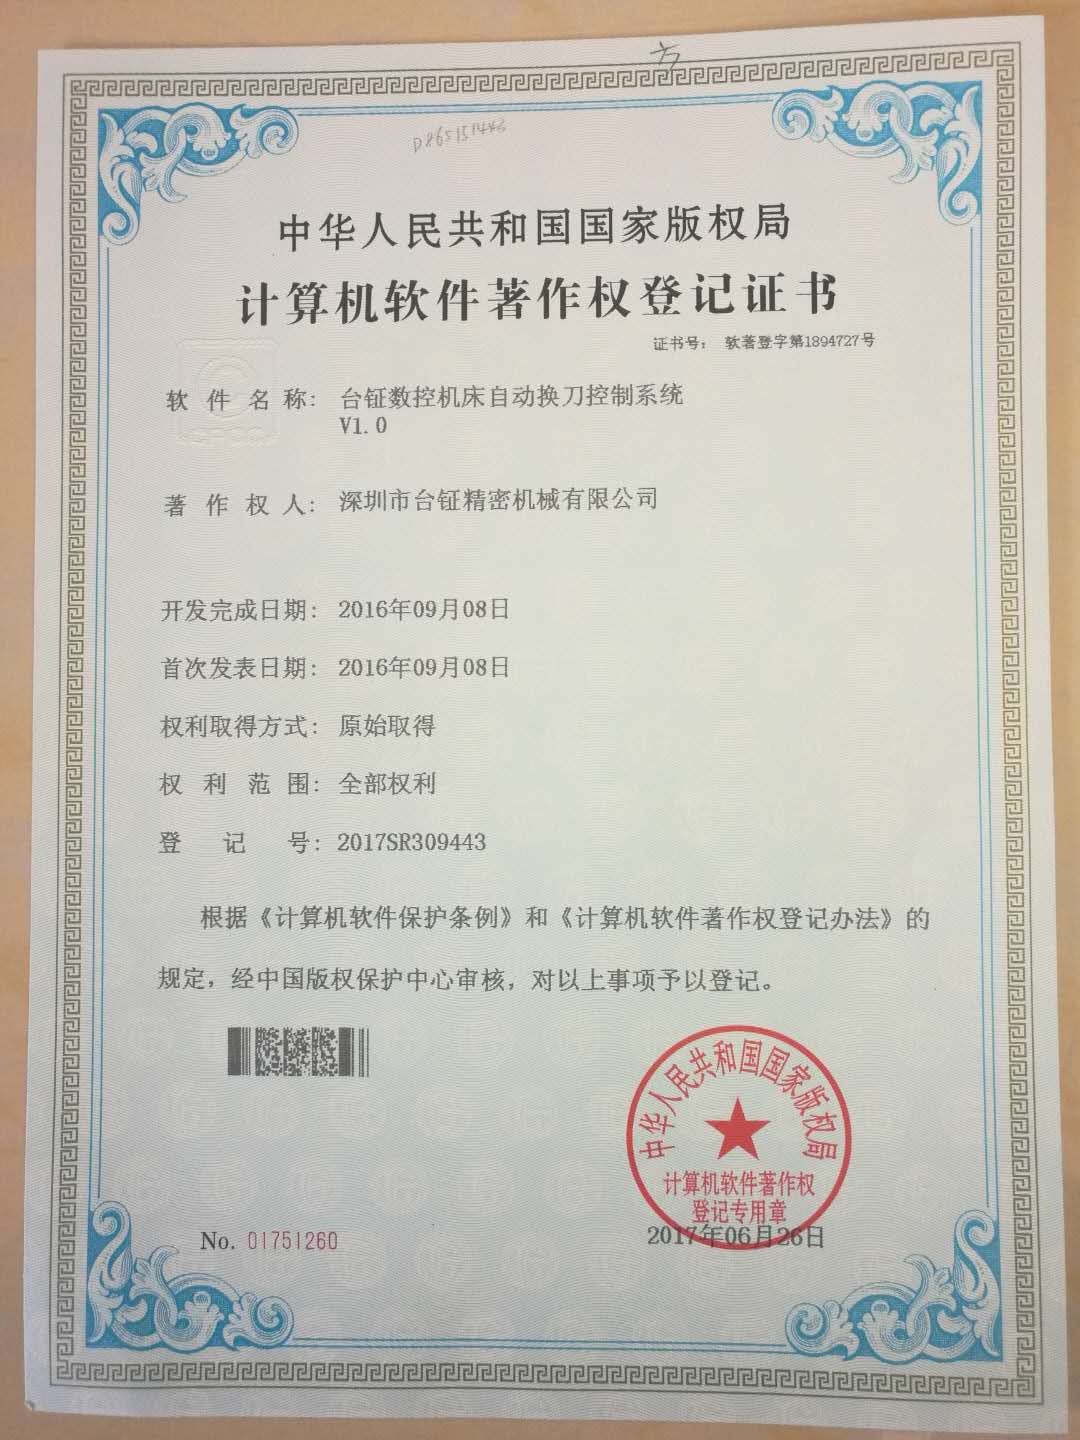 D865151443
中华人民共和国国家版权局
计算机软件著作权登记证书
证书号： 软著登字第1894727号
软件名称： 台钲数控机床自动换刀控制系统
V1.0
著作权人： 深圳市台钲精密机械有限公司
开发完成日期： 2016年09月08日
首次发表日期： 2016年09月08日
权利取得方式： 原始取得
权利范围： 全部权利
登记号： 2017SR309443
根据《计算机软件保护条例》和《计算机软件著作权登记办法》的
规定，经中国版权保护中心审核，对以上事项予以登记。
中华人民共和国国家版权局
计算机软件著作权
登记专用章
2017年06月26日
No. 01751260